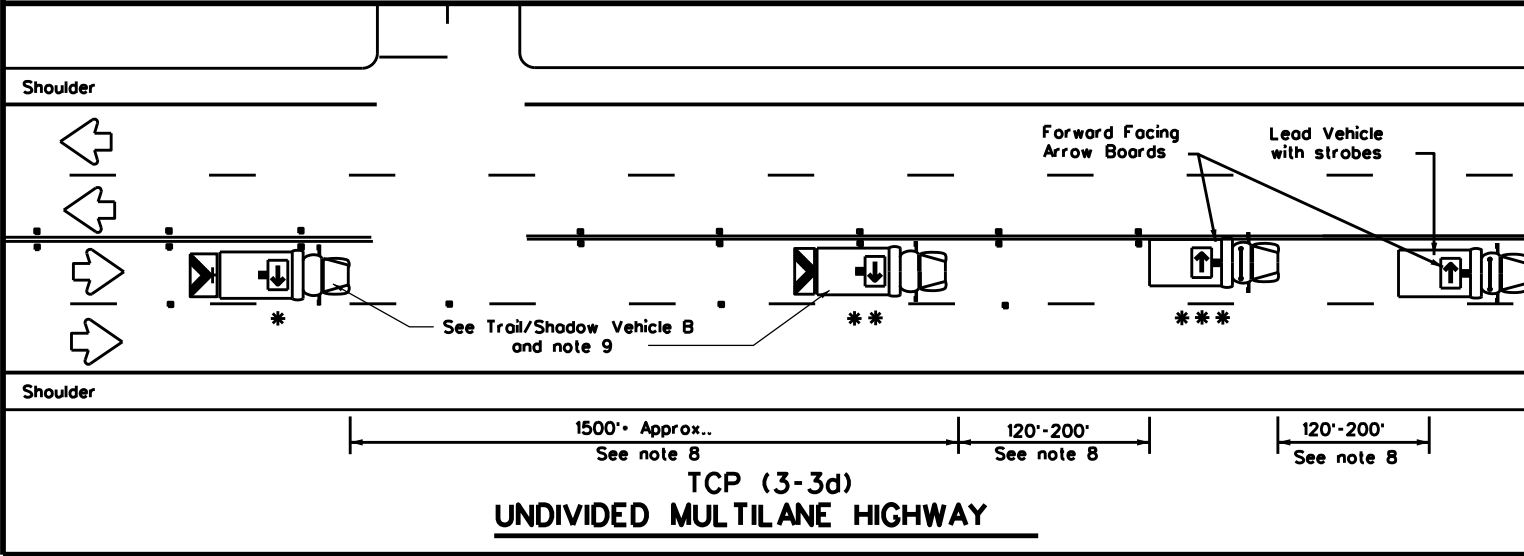 Shoulder
Forward Facing
Arrow Boards
Lead Vehicle
with strobes
*
**
***
See Trail/Shadow Vehicle B
and note 9
Shoulder
1500'+ Approx..
See note 8
120'-200'
See note 8
120'-200'
See note 8
TCP (3-3d)
UNDIVIDED MULTILANE HIGHWAY